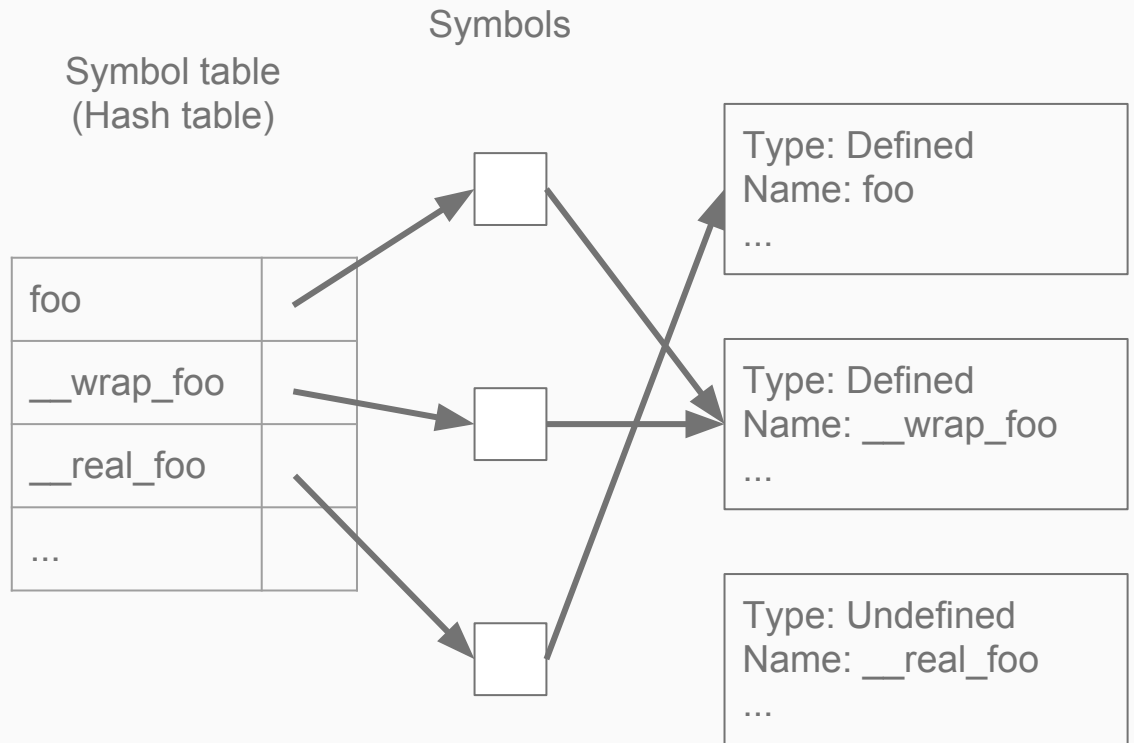 Symbols
Symbol table
(Hash table)
foo
__wrap_foo
__real_foo
...
Type: Defined
Name: foo
...
Type: Defined
Name: __wrap_foo
...
Type: Undefined
Name: __real_foo
...